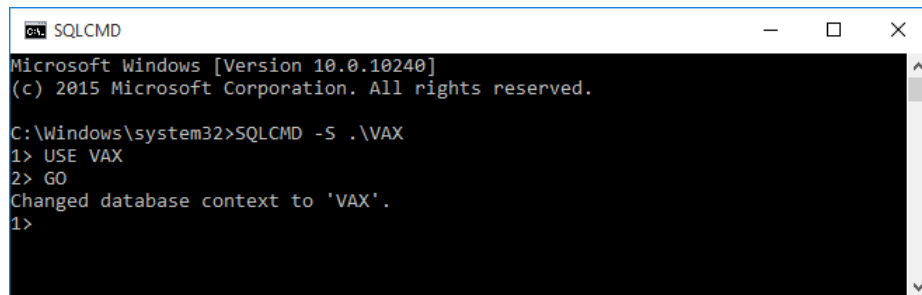 SQLCMD
Microsoft Windows [Version 10.0.10240]
(c) 2015 Microsoft Corporation. All rights reserved.
C:\Windows\system32>SQLCMD -S .\VAX
1> USE VAX
2> GO
Changed database context to 'VAX'.
1>